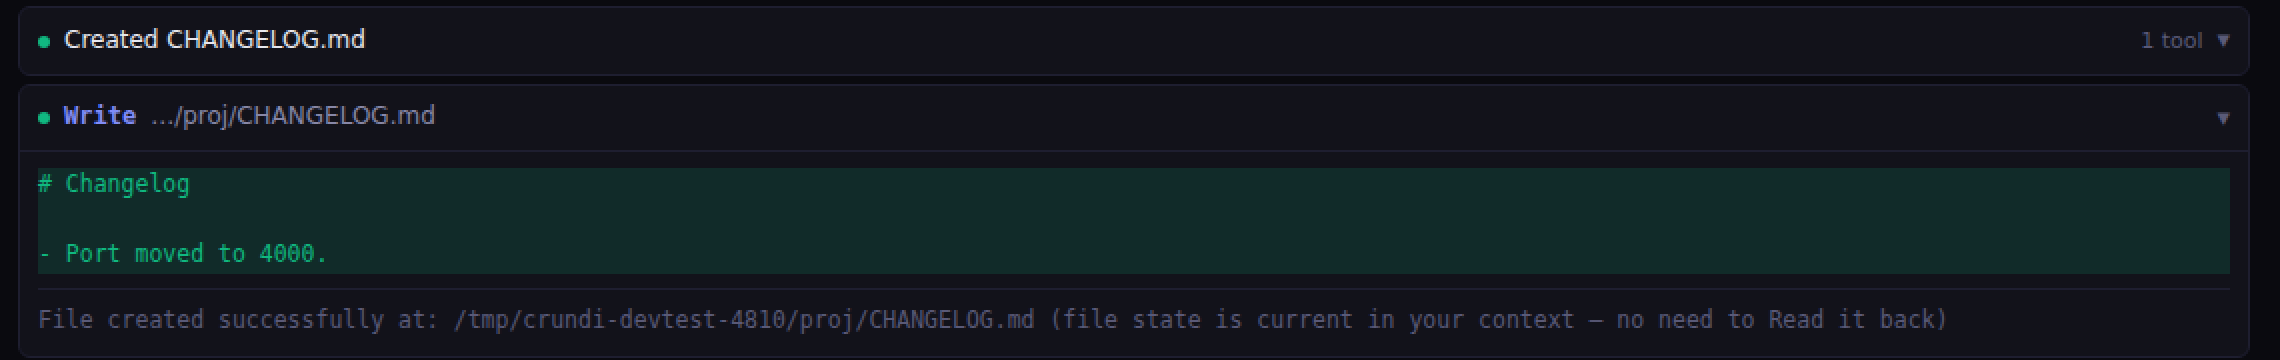 Created CHANGELOG.md 1 tool ▼
Write .../proj/CHANGELOG.md ▼
# Changelog
- Port moved to 4000.
File created successfully at: /tmp/crundi-devtest-4810/proj/CHANGELOG.md (file state is current in your context — no need to Read it back)